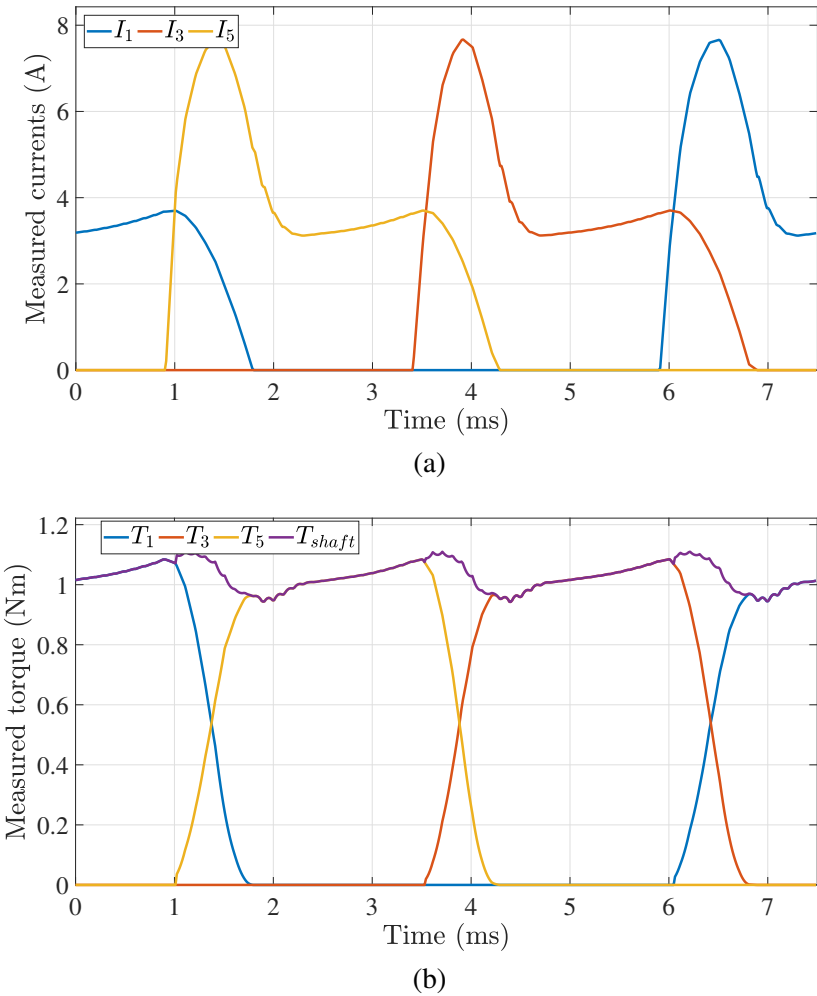 Measured currents (A)
8
6
4
2
0
I₁ I₃ I₅
0 1 2 3 4 5 6 7
Time (ms)
(a)
Measured torque (Nm)
1.2
1
0.8
0.6
0.4
0.2
0
T₁ T₃ T₅ Tshaft
0 1 2 3 4 5 6 7
Time (ms)
(b)